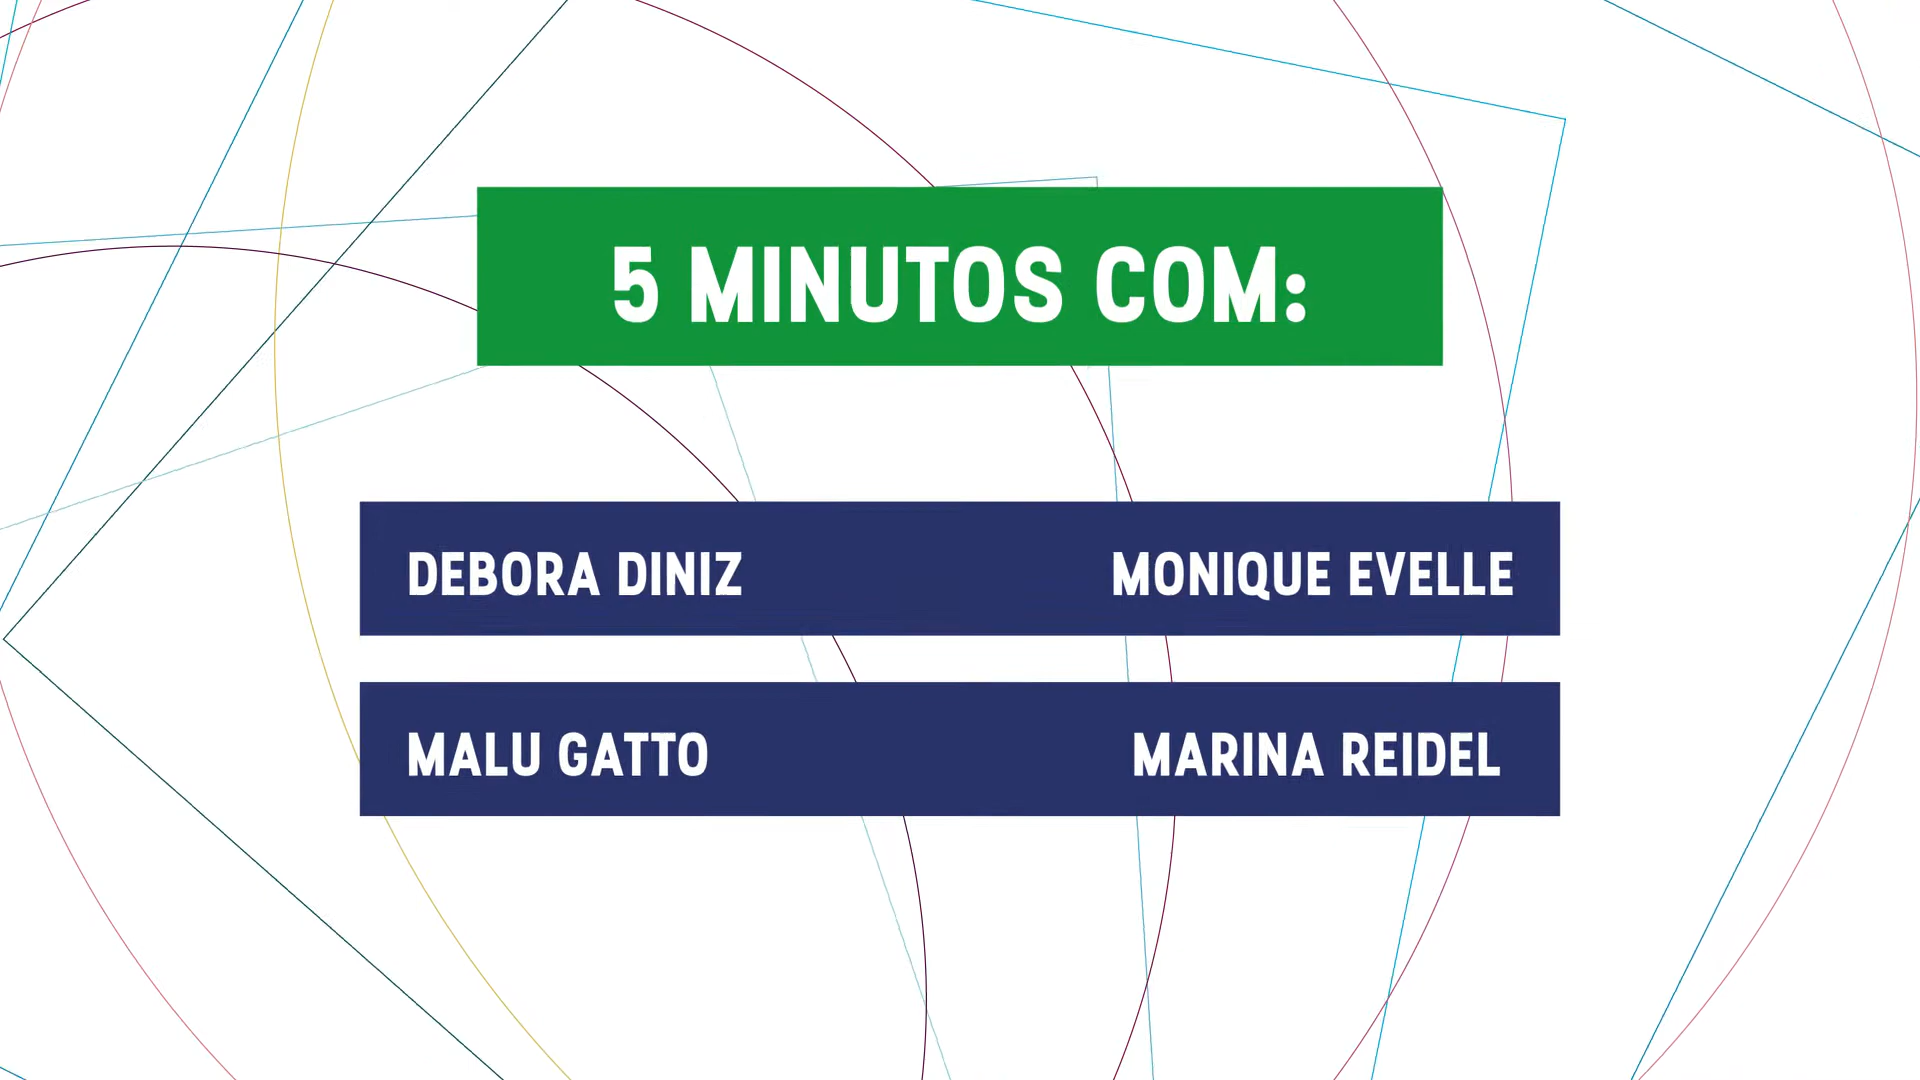 5 MINUTOS COM:
DEBORA DINIZ MONIQUE EVELLE
MALU GATTO MARINA REIDEL